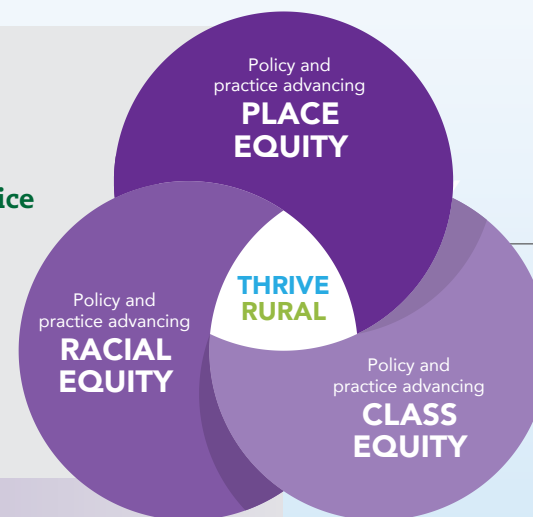 Policy and
practice advancing
PLACE
EQUITY
ice
THRIVE
RURAL
Policy and
practice advancing
RACIAL
EQUITY
Policy and
practice advancing
CLASS
EQUITY